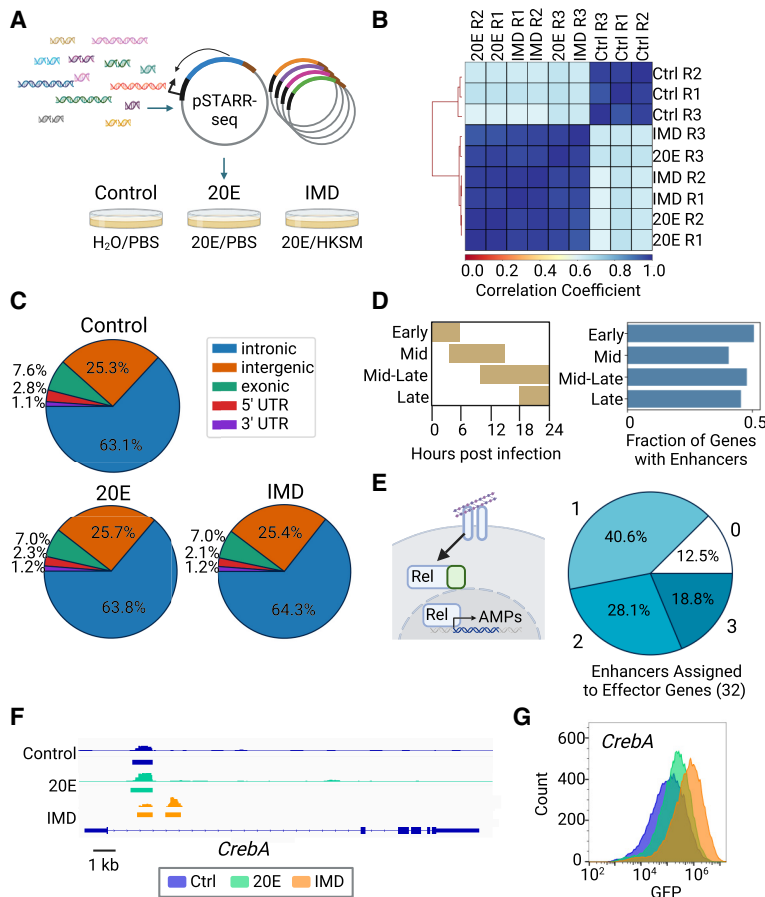 A
pSTARR-
seq
Control
20E
IMD
H₂O/PBS
20E/PBS
20E/HKSM
B
20E R2
20E R1
IMD R1
IMD R2
20E R3
IMD R3
Ctrl R3
Ctrl R1
Ctrl R2
Ctrl R2
Ctrl R1
Ctrl R3
IMD R3
20E R3
IMD R2
IMD R1
20E R2
20E R1
0.0 0.2 0.4 0.6 0.8 1.0
Correlation Coefficient
C
Control
7.6%
2.8%
1.1%
25.3%
63.1%
intronic
intergenic
exonic
5' UTR
3' UTR
20E
7.0%
2.3%
1.2%
25.7%
63.8%
IMD
7.0%
2.1%
1.2%
25.4%
64.3%
D
Early
Mid
Mid-Late
Late
0 6 12 18 24
Hours post infection
Early
Mid
Mid-Late
Late
0 0.5
Fraction of Genes
with Enhancers
E
Rel
Rel
AMPs
1
0
2
3
40.6%
12.5%
28.1%
18.8%
Enhancers Assigned
to Effector Genes (32)
F
Control
20E
IMD
CrebA
1 kb
Ctrl 20E IMD
G
CrebA
600
400
200
0
Count
10² 10⁴ 10⁶
GFP